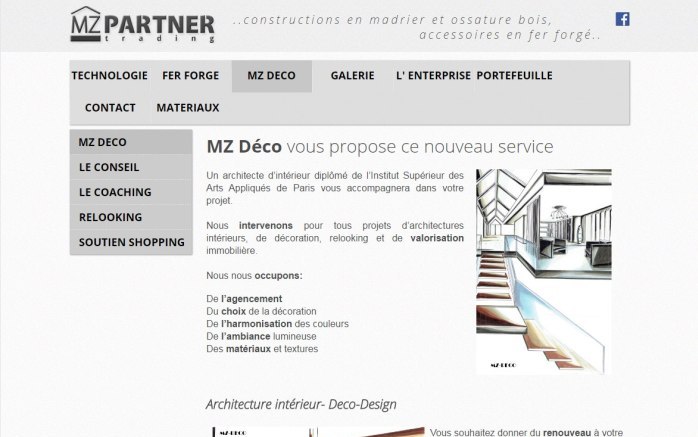 MZ PARTNER
trading
..constructions en madrier et ossature bois,
accessoires en fer forgé..
TECHNOLOGIE FER FORGE MZ DECO GALERIE L' ENTERPRISE PORTEFEUILLE
CONTACT MATERIAUX
MZ DECO
LE CONSEIL
LE COACHING
RELOOKING
SOUTIEN SHOPPING
MZ Déco vous propose ce nouveau service
Un architecte d'intérieur diplômé de l'Institut Supérieur des
Arts Appliqués de Paris vous accompagnera dans votre
projet.
Nous intervenons pour tous projets d'architectures
intérieurs, de décoration, relooking et de valorisation
immobilière.
Nous nous occupons:
De l'agencement
Du choix de la décoration
De l'harmonisation des couleurs
De l'ambiance lumineuse
Des matériaux et textures
MZ-DECO
Architecture intérieur- Deco-Design
MZ-DECO
Vous souhaitez donner du renouveau à votre